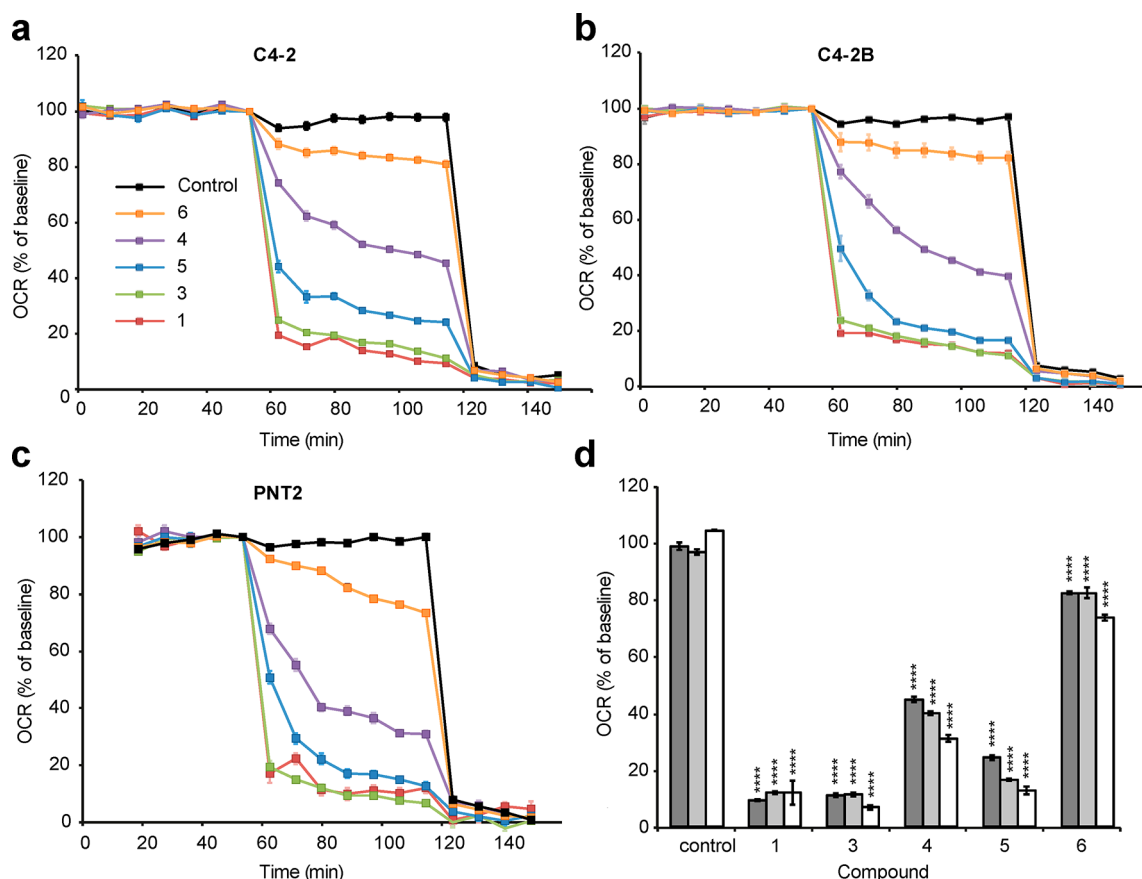 a
C4-2
OCR (% of baseline)
120
100
80
60
40
20
0
Control
6
4
5
3
1
0 20 40 60 80 100 120 140
Time (min)
b
C4-2B
OCR (% of baseline)
120
100
80
60
40
20
0
0 20 40 60 80 100 120 140
Time (min)
c
PNT2
OCR (% of baseline)
120
100
80
60
40
20
0
0 20 40 60 80 100 120 140
Time (min)
d
OCR (% of baseline)
120
100
80
60
40
20
0
**** **** ****
**** **** ****
**** **** ****
**** **** ****
**** **** ****
control 1 3 4 5 6
Compound